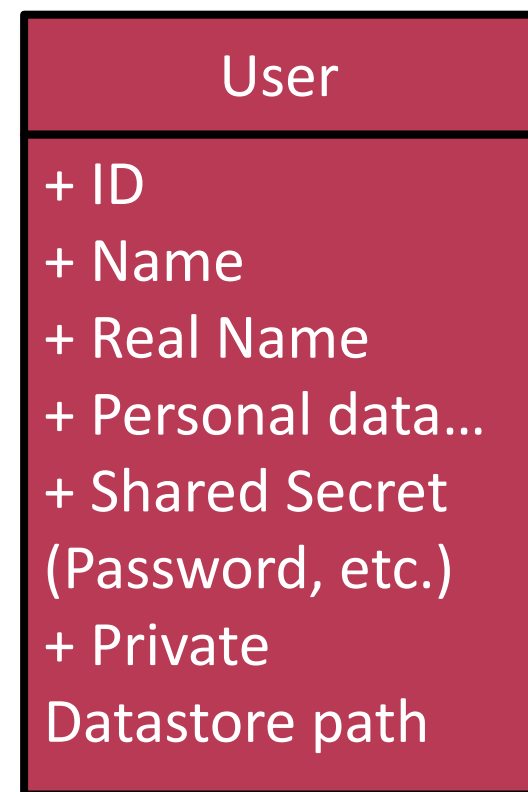 User
+ ID
+ Name
+ Real Name
+ Personal data…
+ Shared Secret
(Password, etc.)
+ Private
Datastore path